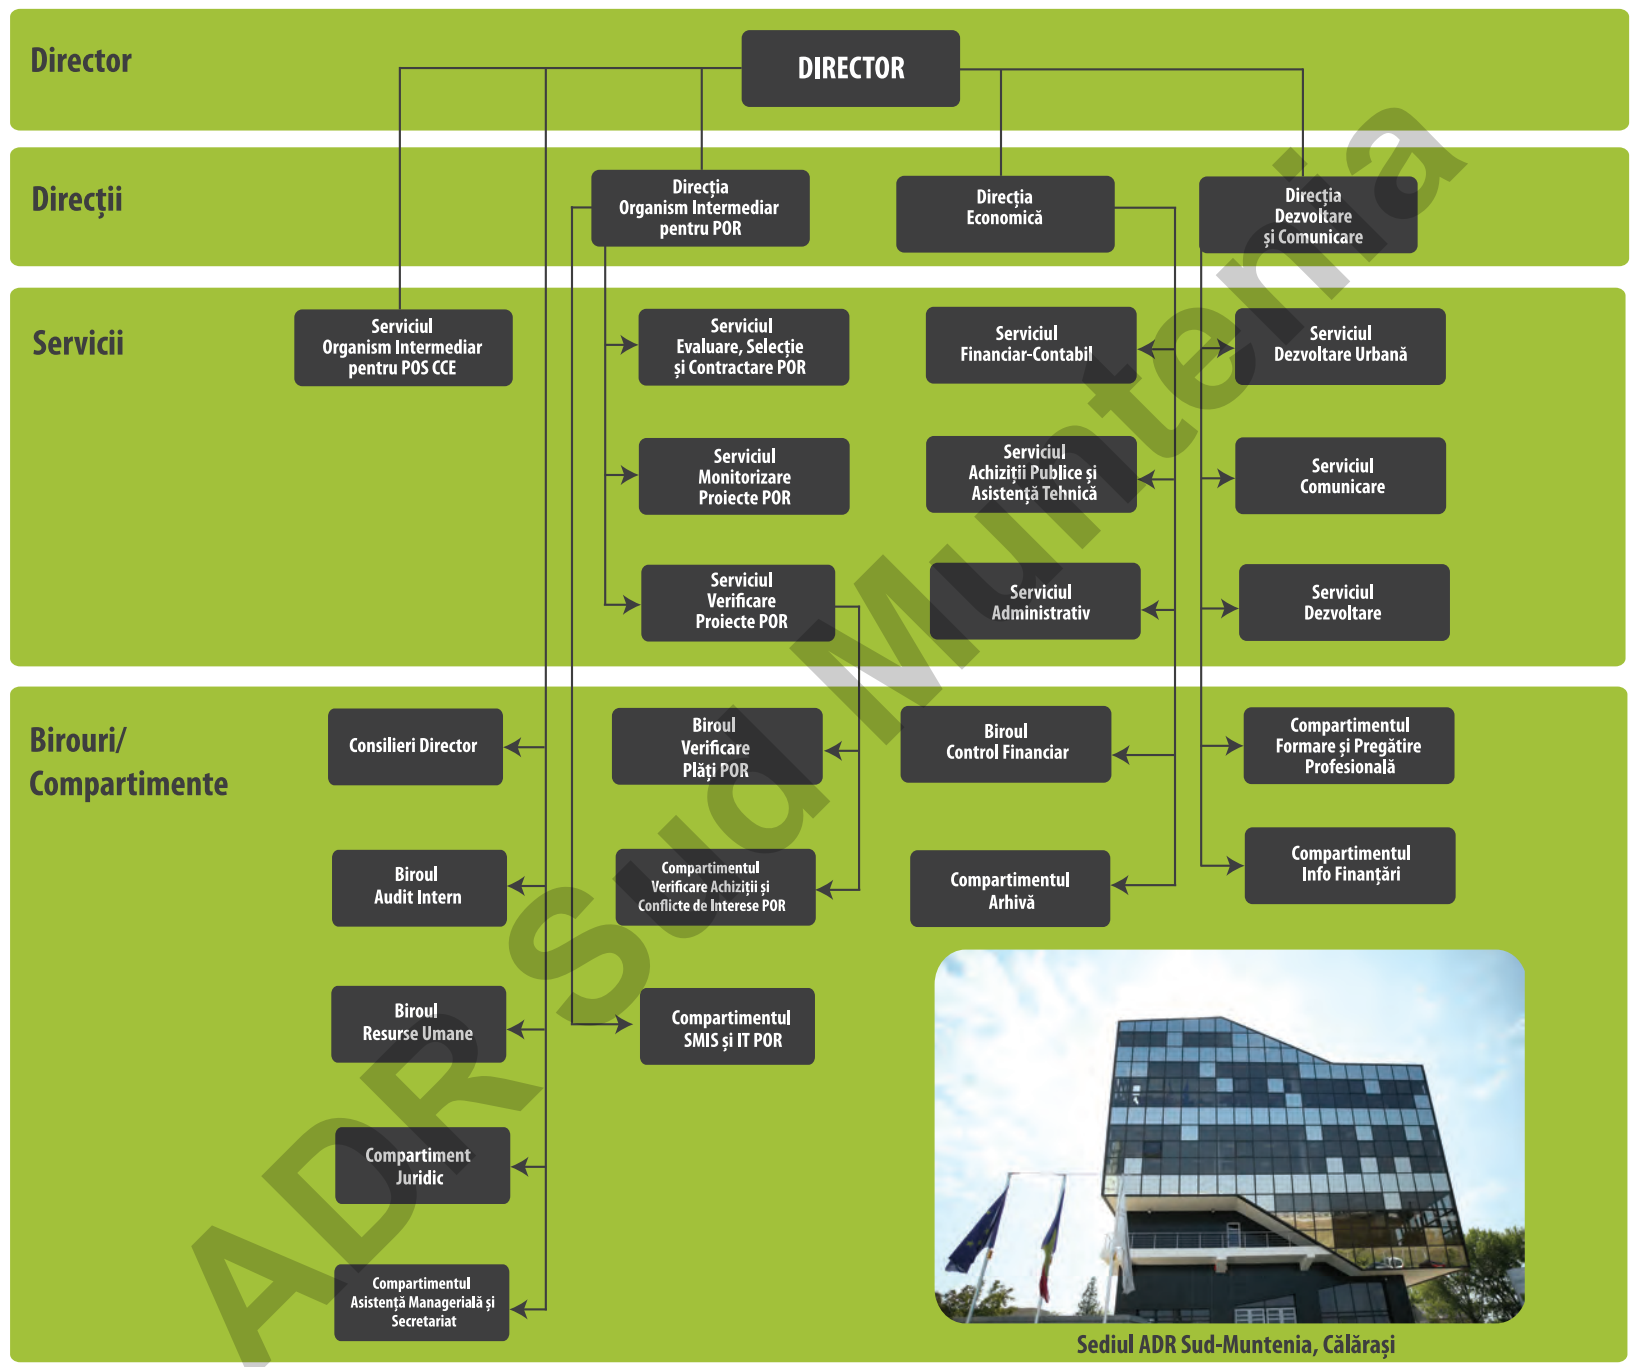 Director
DIRECTOR
Direcții
Direcția
Organism Intermediar
pentru POR
Direcția
Economică
Direcția
Dezvoltare
și Comunicare
Servicii
Serviciul
Organism Intermediar
pentru POS CCE
Serviciul
Evaluare, Selecție
și Contractare POR
Serviciul
Financiar-Contabil
Serviciul
Dezvoltare Urbană
Serviciul
Monitorizare
Proiecte POR
Serviciul
Achiziții Publice și
Asistență Tehnică
Serviciul
Comunicare
Serviciul
Verificare
Proiecte POR
Serviciul
Administrativ
Serviciul
Dezvoltare
Birouri/
Compartimente
Consilieri Director
Biroul
Verificare
Plăți POR
Biroul
Control Financiar
Compartimentul
Formare și Pregătire
Profesională
Biroul
Audit Intern
Compartimentul
Verificare Achiziții și
Conflicte de Interese POR
Compartimentul
Arhivă
Compartimentul
Info Finanțări
Biroul
Resurse Umane
Compartimentul
SMIS și IT POR
Compartiment
Juridic
Compartimentul
Asistență Managerială și
Secretariat
Sediul ADR Sud-Muntenia, Călărași
ADR Sud Muntenia